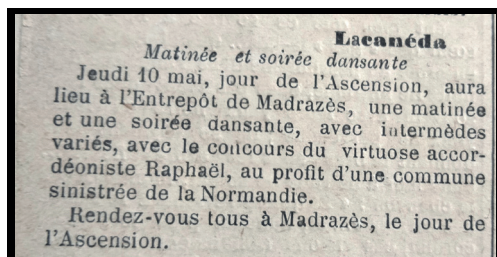 Lacanéda
Matinée et soirée dansante
Jeudi 10 mai, jour de l'Ascension, aura
lieu à l'Entrepôt de Madrazès, une matinée
et une soirée dansante, avec intermèdes
variés, avec le concours du virtuose accor-
déoniste Raphaël, au profit d'une commune
sinistrée de la Normandie.
Rendez-vous tous à Madrazès, le jour de
l'Ascension.